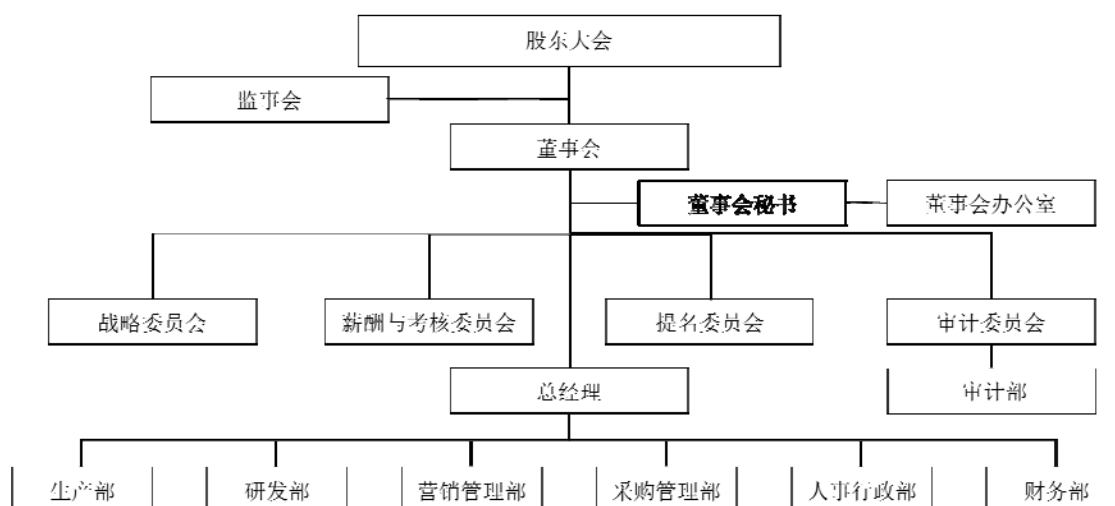 股东大会
监事会
董事会
董事会秘书
董事会办公室
战略委员会
薪酬与考核委员会
提名委员会
审计委员会
总经理
审计部
生产部
研发部
营销管理部
采购管理部
人事行政部
财务部